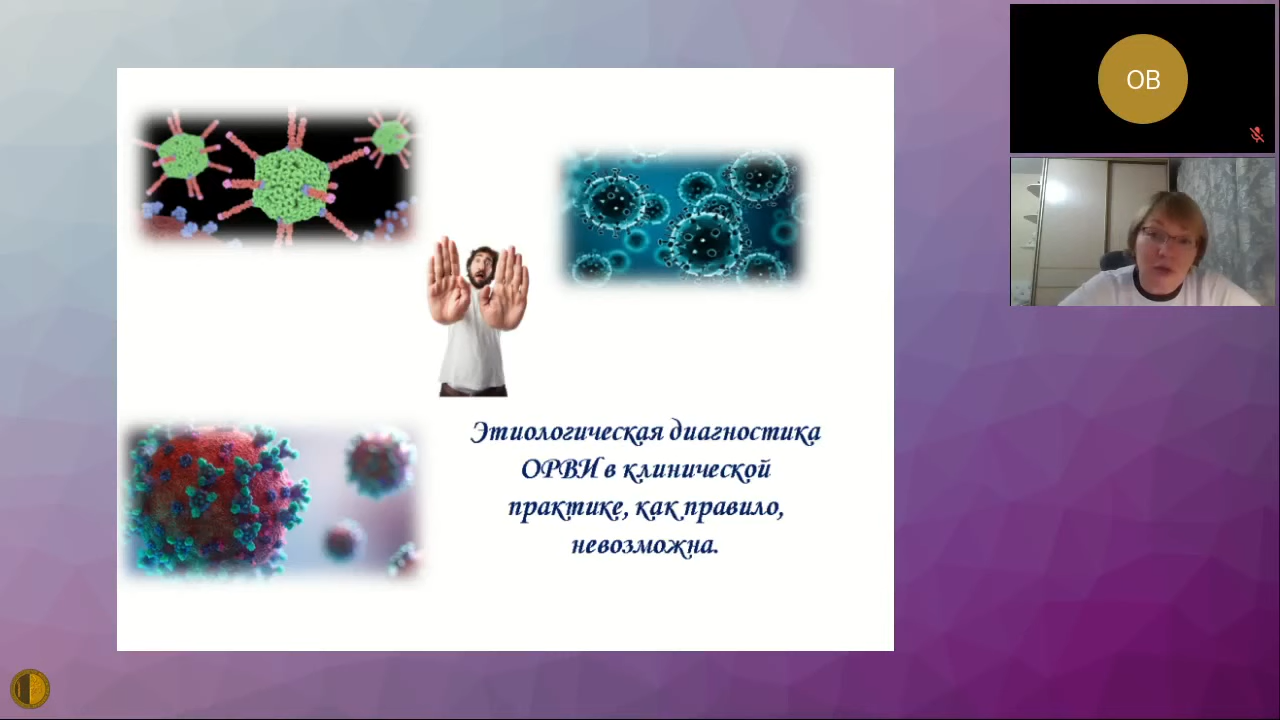 ОВ
Этиологическая диагностика
ОРВИ в клинической
практике, как правило,
невозможна.